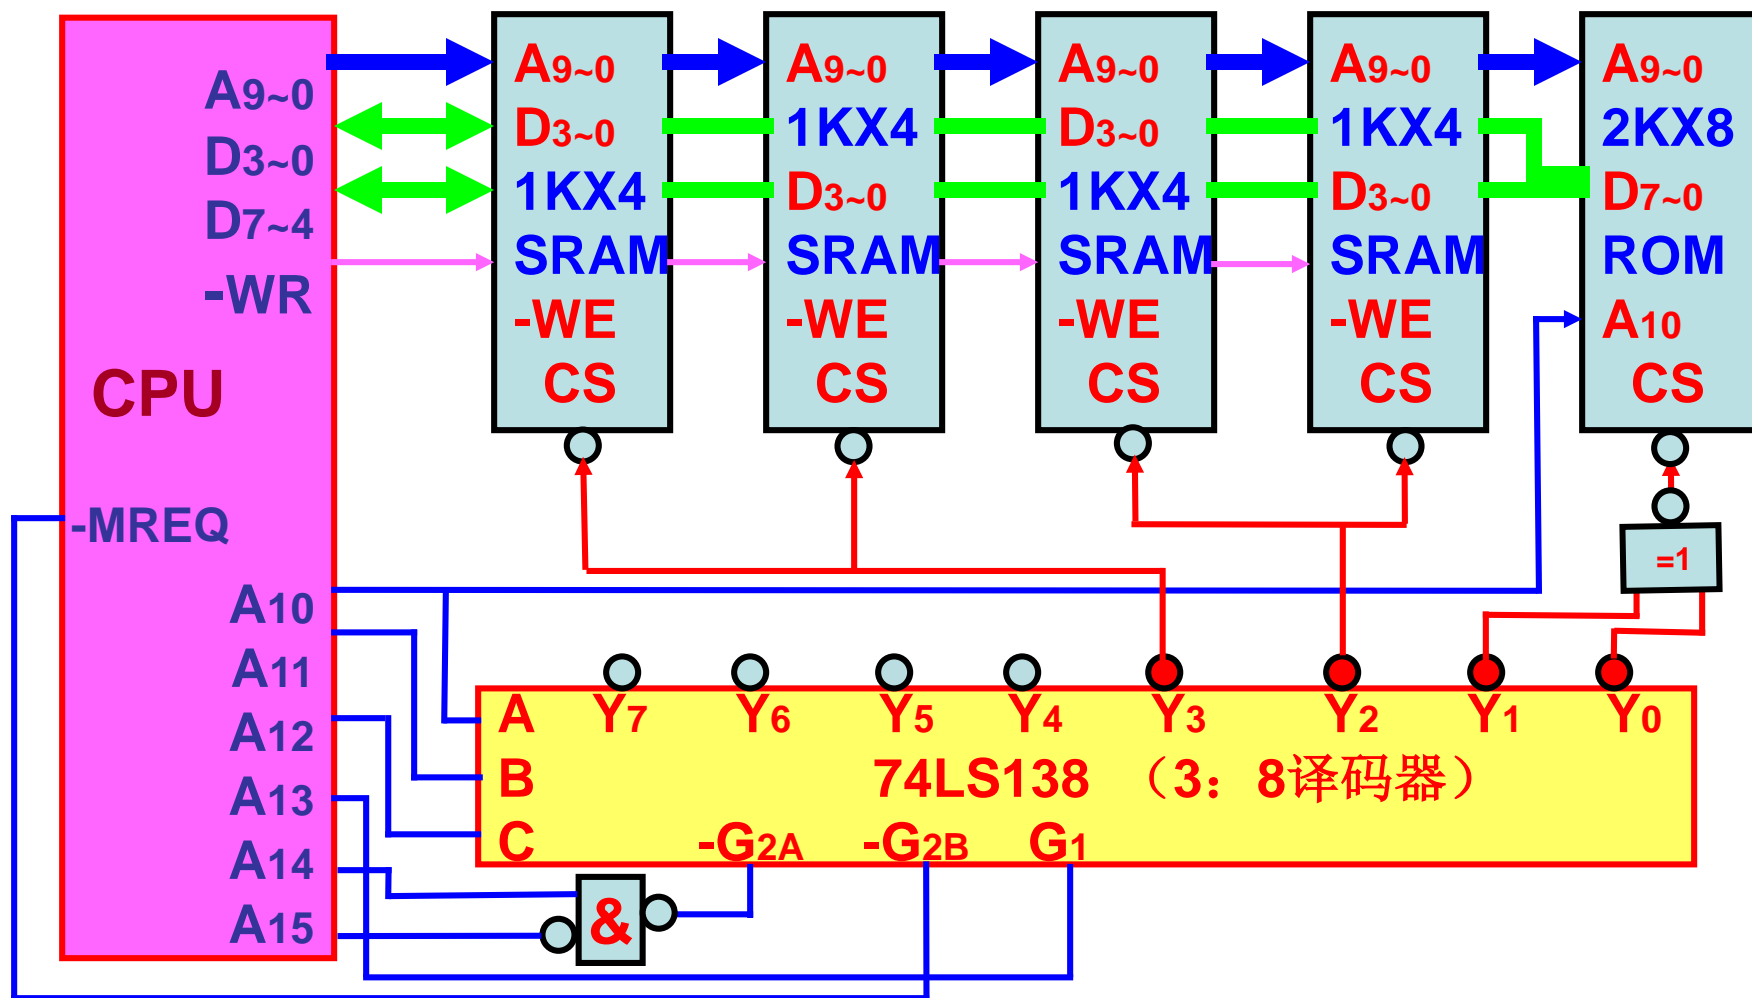 A9~0
D3~0
D7~4
-WR
CPU
-MREQ
A10
A11
A12
A13
A14
A15
A9~0
D3~0
1KX4
SRAM
-WE
CS
A9~0
1KX4
D3~0
SRAM
-WE
CS
A9~0
D3~0
1KX4
SRAM
-WE
CS
A9~0
1KX4
D3~0
SRAM
-WE
CS
A9~0
2KX8
D7~0
ROM
A10
CS
=1
A Y7 Y6 Y5 Y4 Y3 Y2 Y1 Y0
B 74LS138 （3：8译码器）
C -G2A -G2B G1
&